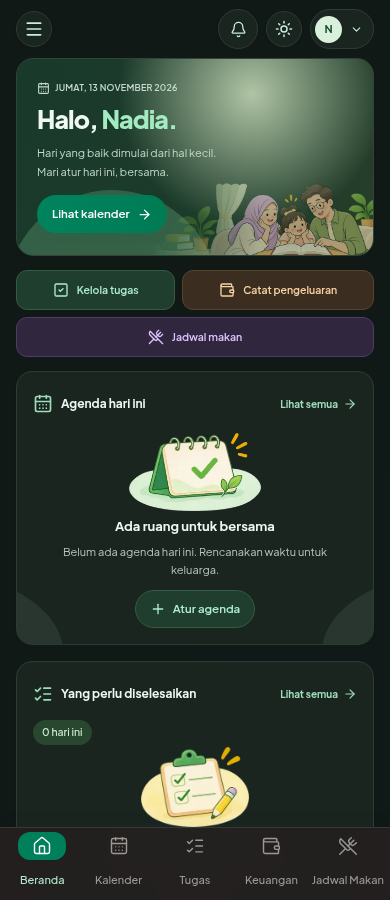 N
JUMAT, 13 NOVEMBER 2026
Halo, Nadia.
Hari yang baik dimulai dari hal kecil.
Mari atur hari ini, bersama.
Lihat kalender
Kelola tugas
Catat pengeluaran
Jadwal makan
Agenda hari ini
Lihat semua
Ada ruang untuk bersama
Belum ada agenda hari ini. Rencanakan waktu untuk
keluarga.
Atur agenda
Yang perlu diselesaikan
Lihat semua
0 hari ini
Beranda
Kalender
Tugas
Keuangan
Jadwal Makan